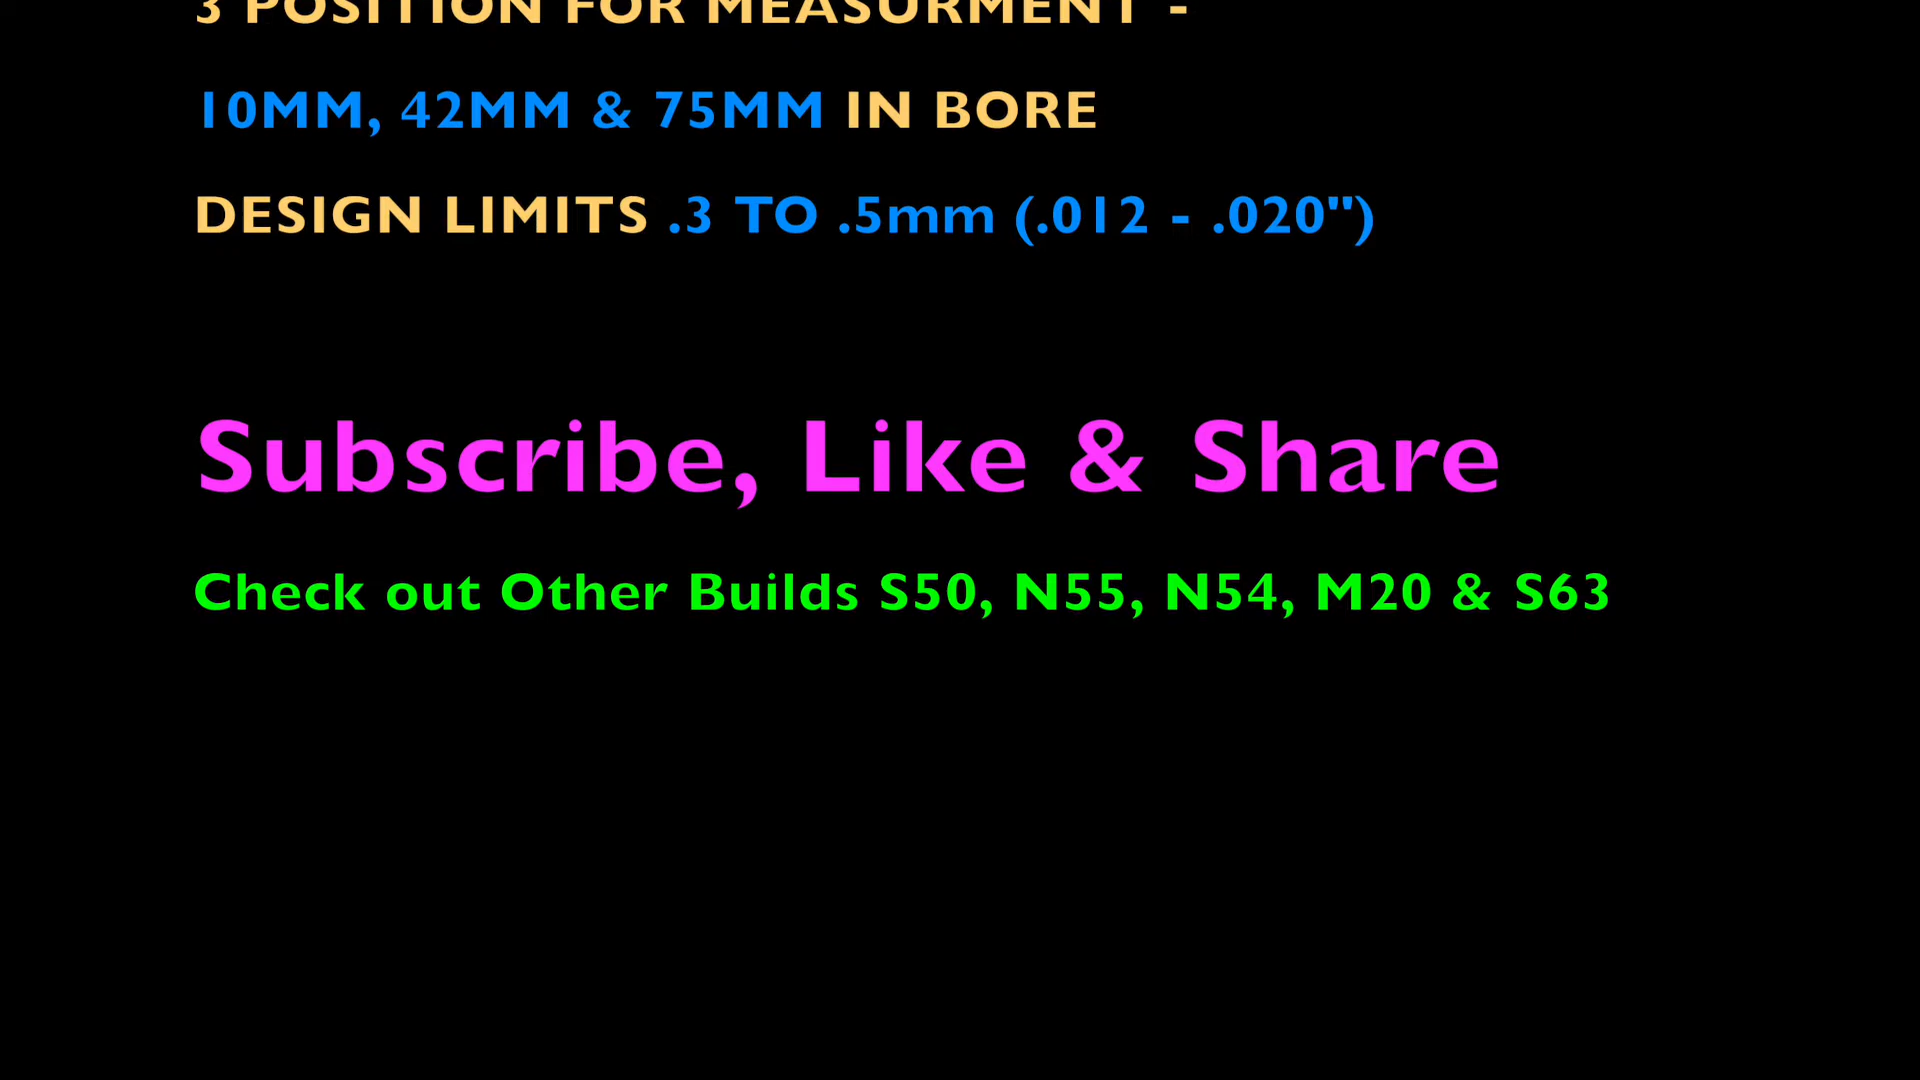 3 POSITION FOR MEASURMENT -
10MM, 42MM & 75MM IN BORE
DESIGN LIMITS .3 TO .5mm (.012 - .020")
Subscribe, Like & Share
Check out Other Builds S50, N55, N54, M20 & S63